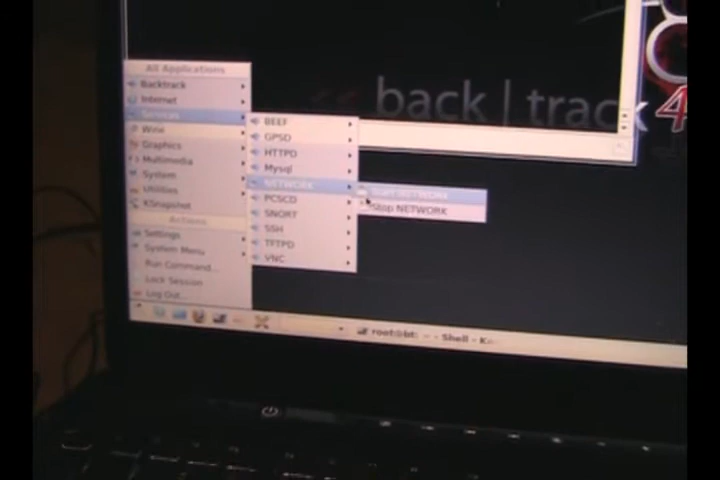 All Applications
Backtrack
Internet
Services
Wine
Graphics
Multimedia
System
Utilities
KSnapshot
Actions
Settings
System Menu
Run Command...
Lock Session
Log Out...
BEEF
GPSD
HTTPD
Mysql
NETWORK
PCSCD
SNORT
SSH
TFTPD
VNC
Start NETWORK
Stop NETWORK
<< back | track 4
root@bt: ~ - Shell - K